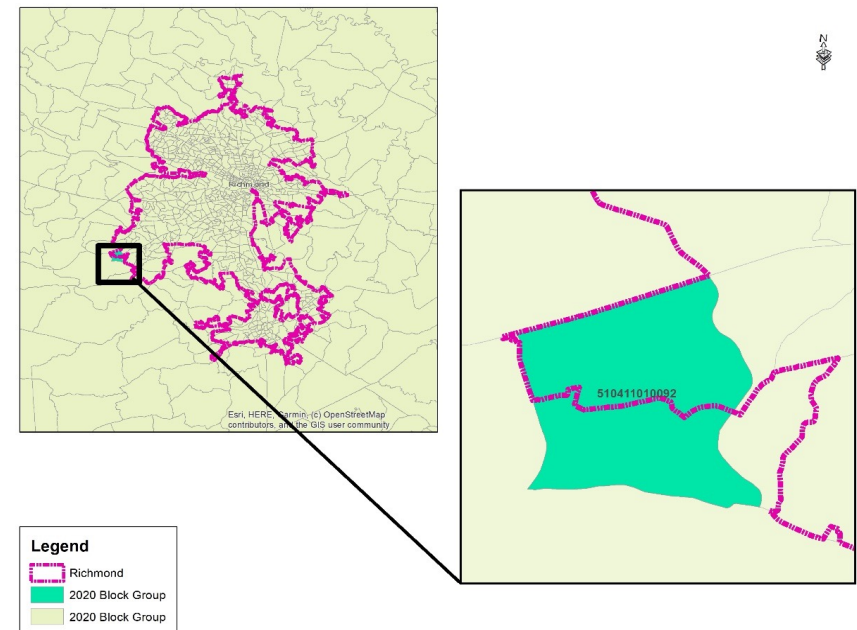 N
Richmond
Esri, HERE, Garmin, (c) OpenStreetMap
contributors, and the GIS user community
510411010092
Legend
Richmond
2020 Block Group
2020 Block Group